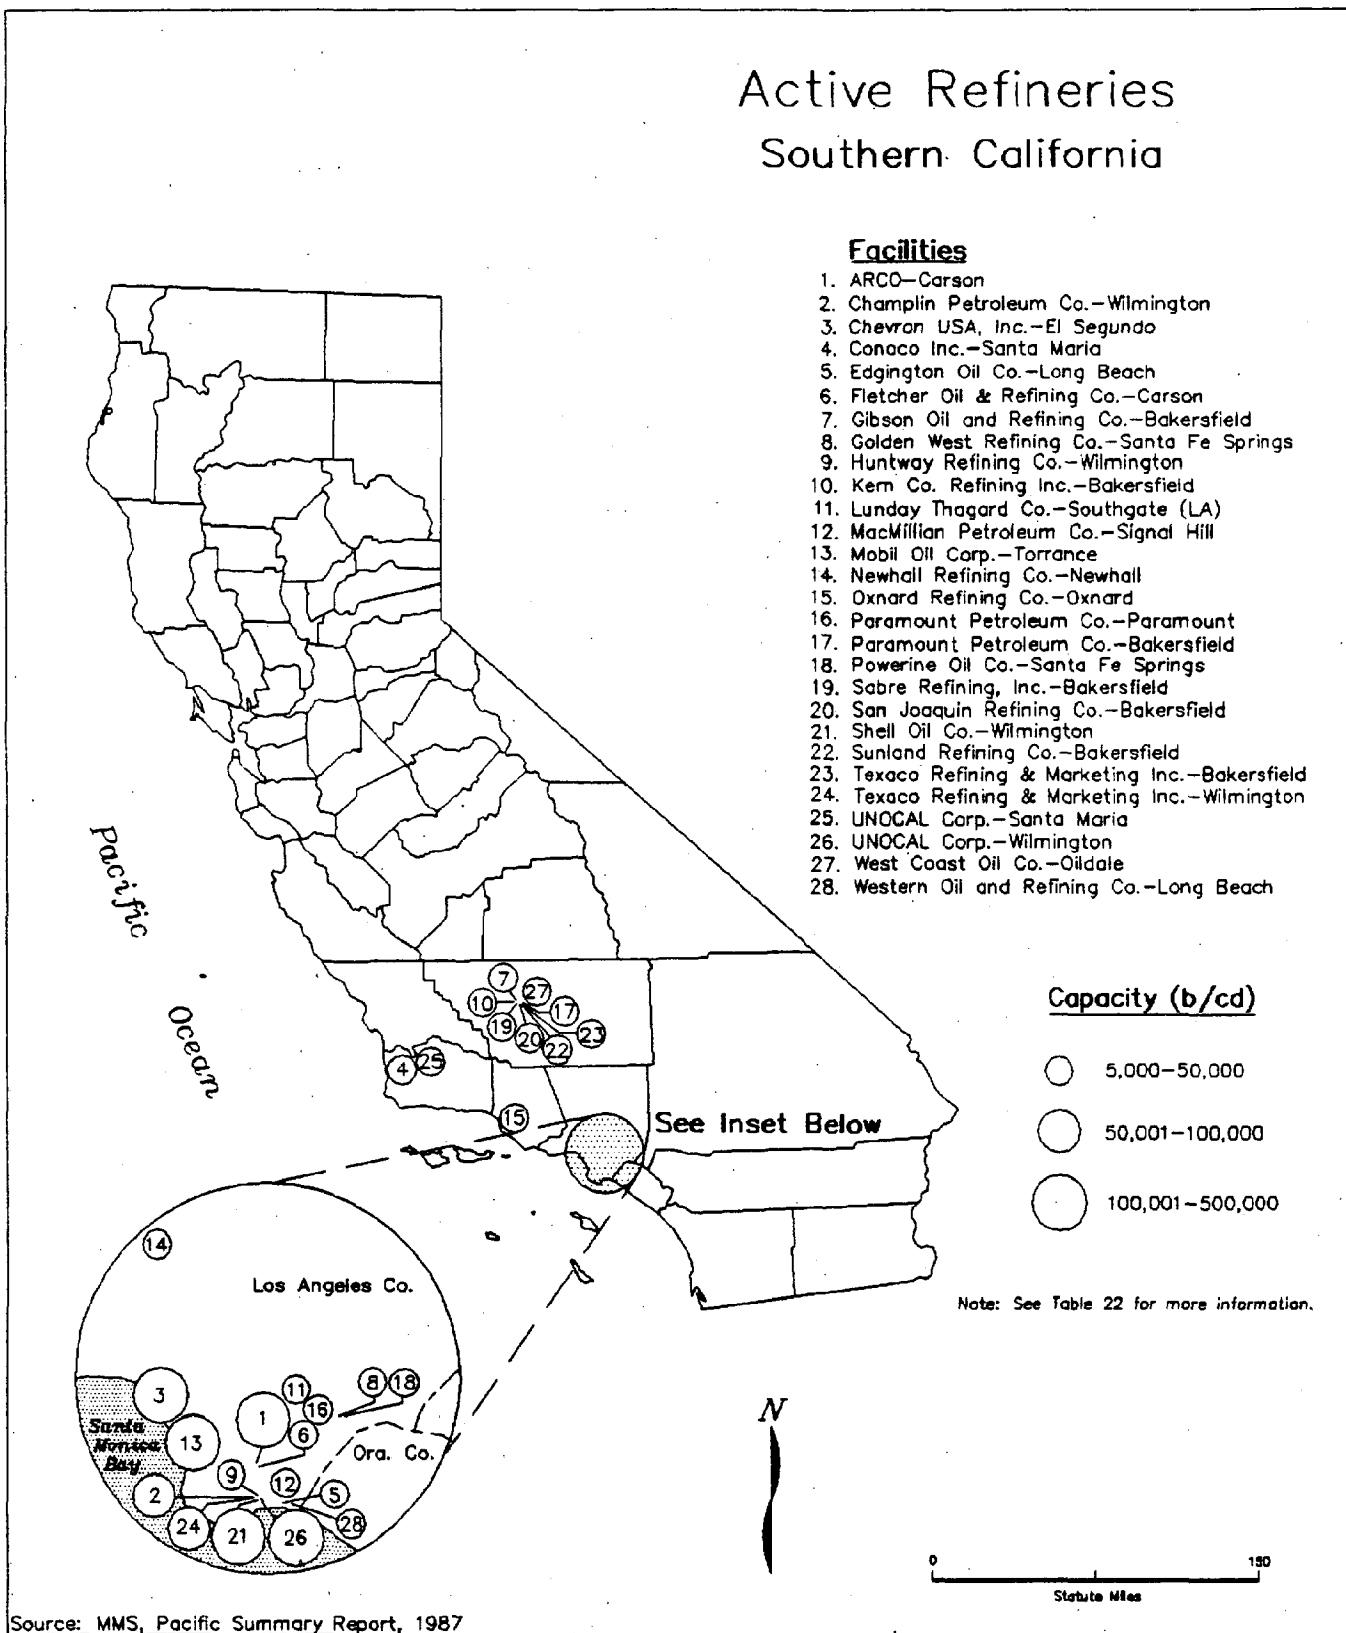 Active Refineries
Southern California
Facilities
1. ARCO-Carson
2. Champlin Petroleum Co.-Wilmington
3. Chevron USA, Inc.-El Segundo
4. Conoco Inc.-Santa Maria
5. Edgington Oil Co.-Long Beach
6. Fletcher Oil & Refining Co.-Carson
7. Gibson Oil and Refining Co.-Bakersfield
8. Golden West Refining Co.-Santa Fe Springs
9. Huntway Refining Co.-Wilmington
10. Kern Co. Refining Inc.-Bakersfield
11. Lunday Thagard Co.-Southgate (LA)
12. MacMillian Petroleum Co.-Signal Hill
13. Mobil Oil Corp.-Torrance
14. Newhall Refining Co.-Newhall
15. Oxnard Refining Co.-Oxnard
16. Paramount Petroleum Co.-Paramount
17. Paramount Petroleum Co.-Bakersfield
18. Powerine Oil Co.-Santa Fe Springs
19. Sabre Refining, Inc.-Bakersfield
20. San Joaquin Refining Co.-Bakersfield
21. Shell Oil Co.-Wilmington
22. Sunland Refining Co.-Bakersfield
23. Texaco Refining & Marketing Inc.-Bakersfield
24. Texaco Refining & Marketing Inc.-Wilmington
25. UNOCAL Corp.-Santa Maria
26. UNOCAL Corp.-Wilmington
27. West Coast Oil Co.-Oildale
28. Western Oil and Refining Co.-Long Beach
Pacific
Ocean
7
27
10
17
19
20
22
23
4
25
15
See Inset Below
Capacity (b/cd)
5,000-50,000
50,001-100,000
100,001-500,000
Note: See Table 22 for more information.
14
Los Angeles Co.
3
11
8
18
1
16
13
6
Santa
Monica
Bay
Ora. Co.
9
12
2
5
24
21
26
28
N
0
150
Statute Miles
Source: MMS, Pacific Summary Report, 1987